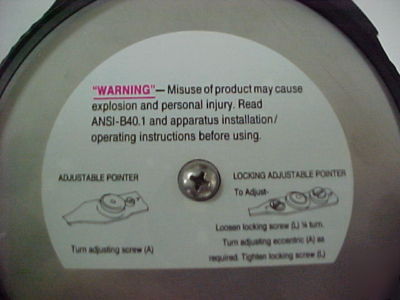 "WARNING"— Misuse of product may cause
explosion and personal injury. Read
ANSI-B40.1 and apparatus installation/
operating instructions before using.
ADJUSTABLE POINTER
Turn adjusting screw (A)
LOCKING ADJUSTABLE POINTER
To Adjust-
Loosen locking screw (L) ¼ turn.
Turn adjusting eccentric (A) as
required. Tighten locking screw (L)